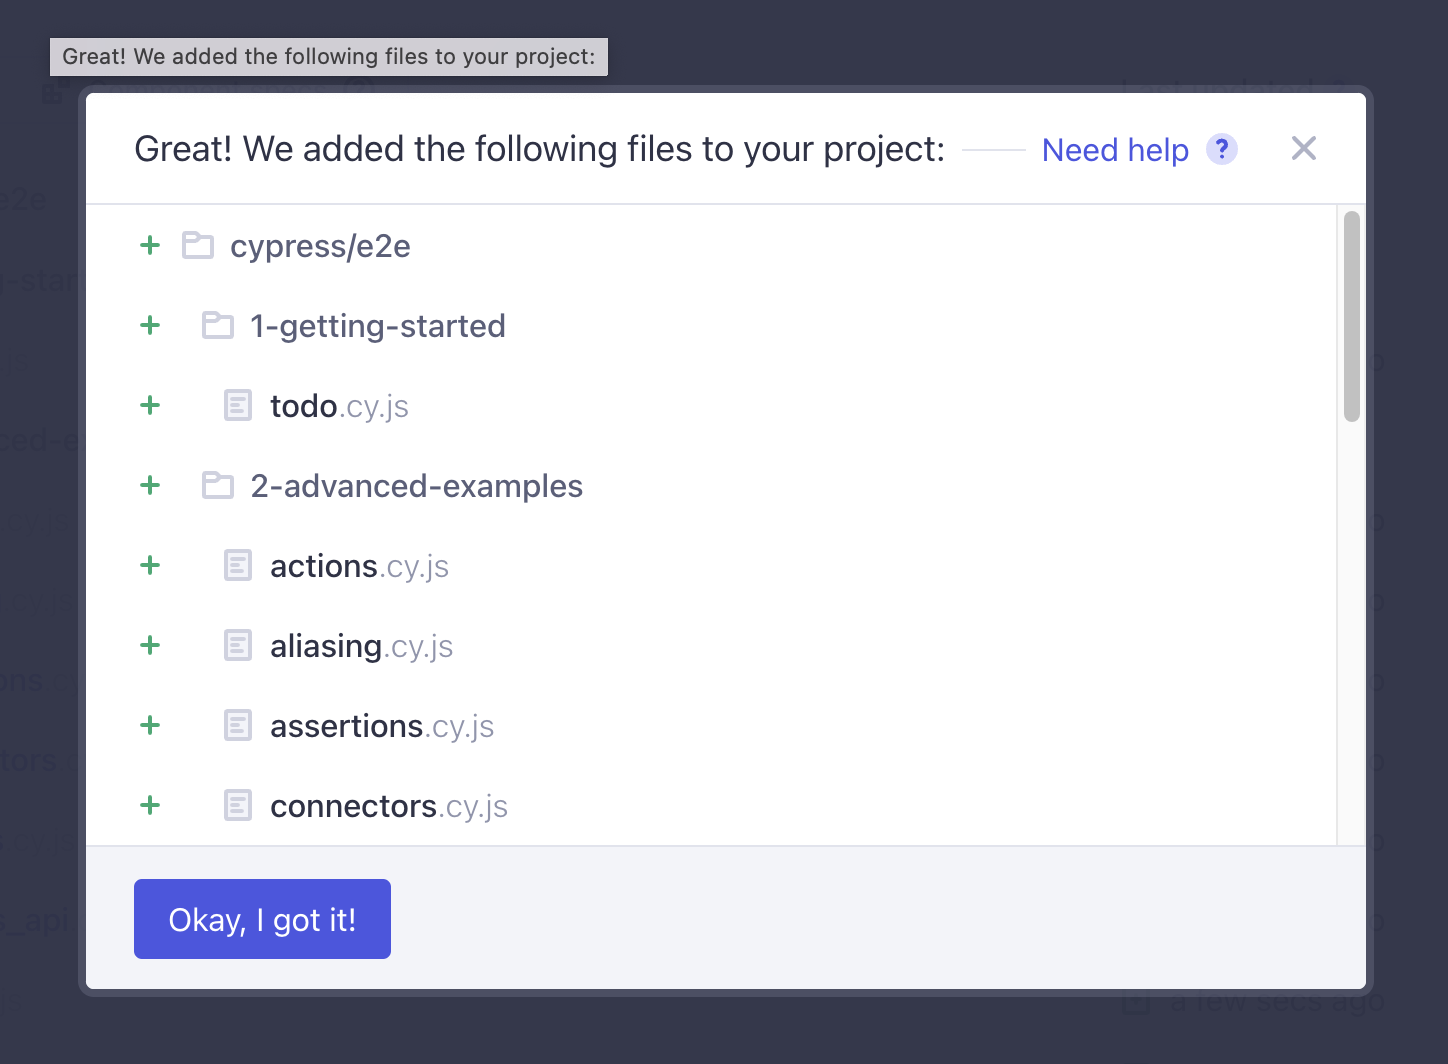 Great! We added the following files to your project:
Great! We added the following files to your project:
Need help ?
+ cypress/e2e
+ 1-getting-started
+ todo.cy.js
+ 2-advanced-examples
+ actions.cy.js
+ aliasing.cy.js
+ assertions.cy.js
+ connectors.cy.js
Okay, I got it!
a few secs ago